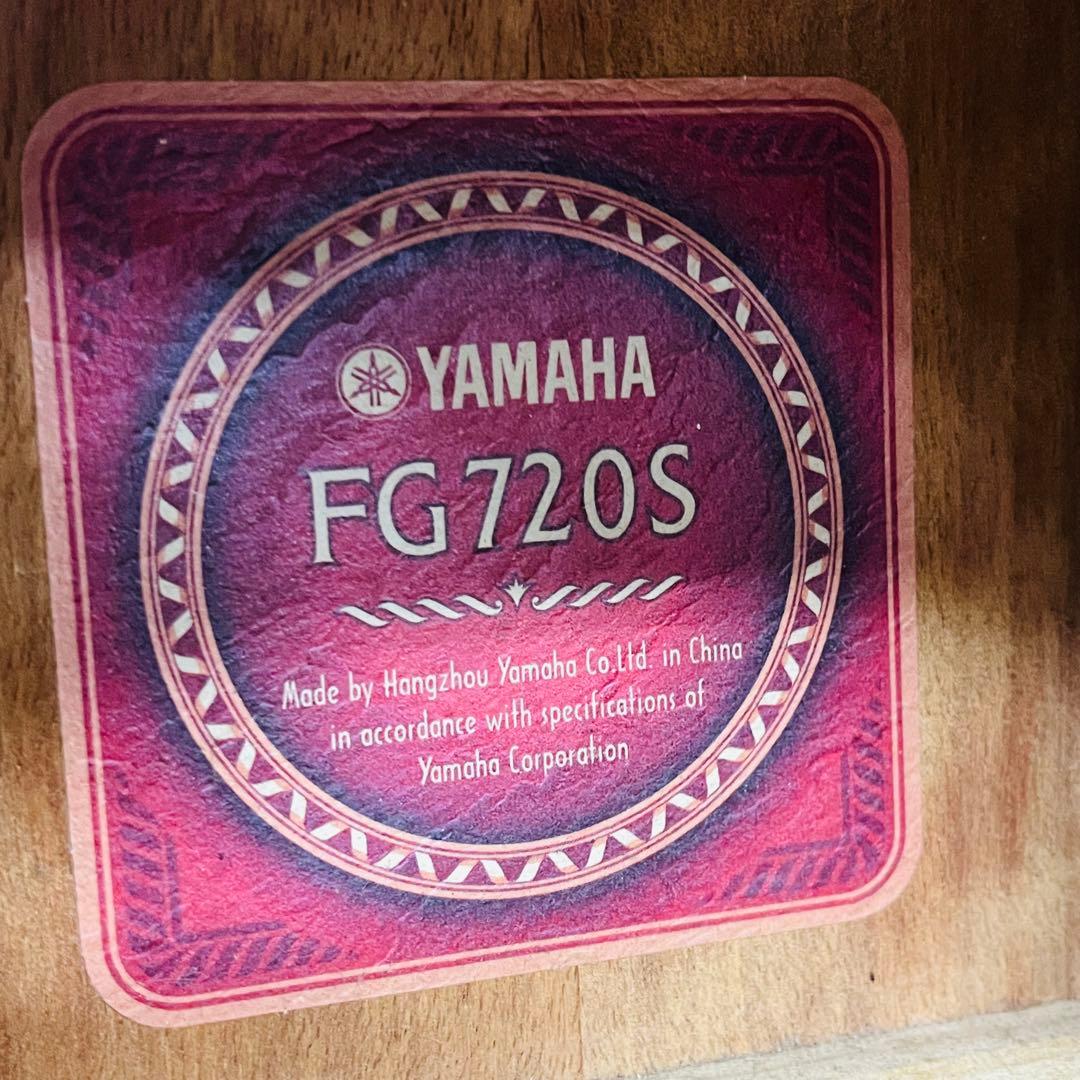 YAMAHA
FG720S
Made by Hangzhou Yamaha Co.Ltd. in China
in accordance with specifications of
Yamaha Corporation